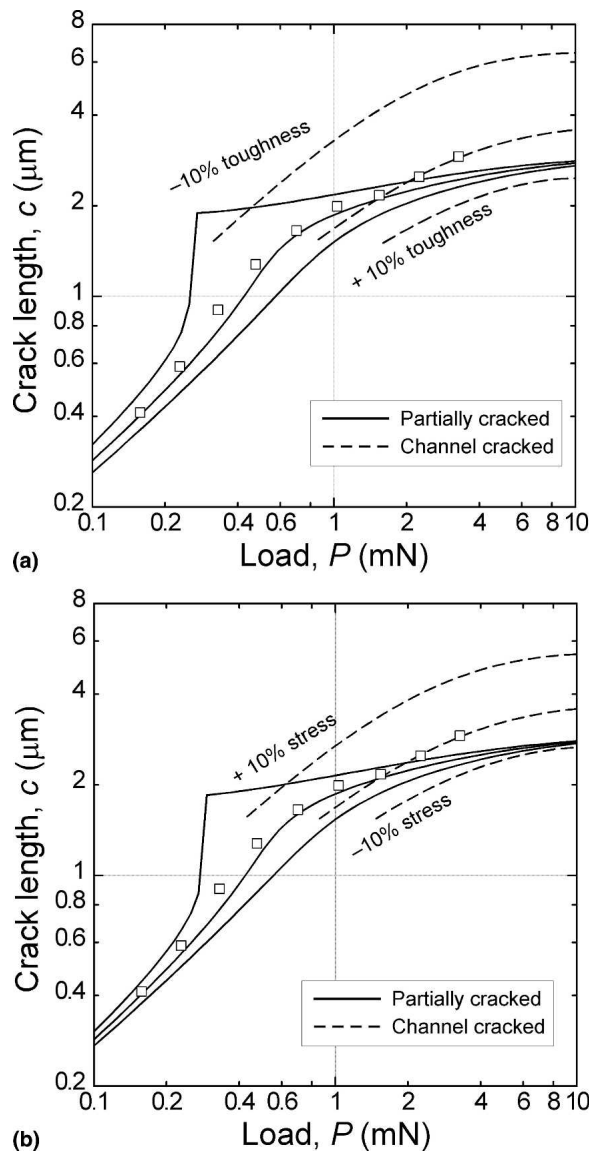 8
6
4
2
1
0.8
0.6
0.4
0.2
Crack length, c (μm)
–10% toughness
+ 10% toughness
Partially cracked
Channel cracked
0.1 0.2 0.4 0.6 1 2 4 6 8 10
Load, P (mN)
(a)
8
6
4
2
1
0.8
0.6
0.4
0.2
Crack length, c (μm)
+ 10% stress
–10% stress
Partially cracked
Channel cracked
0.1 0.2 0.4 0.6 1 2 4 6 8 10
Load, P (mN)
(b)